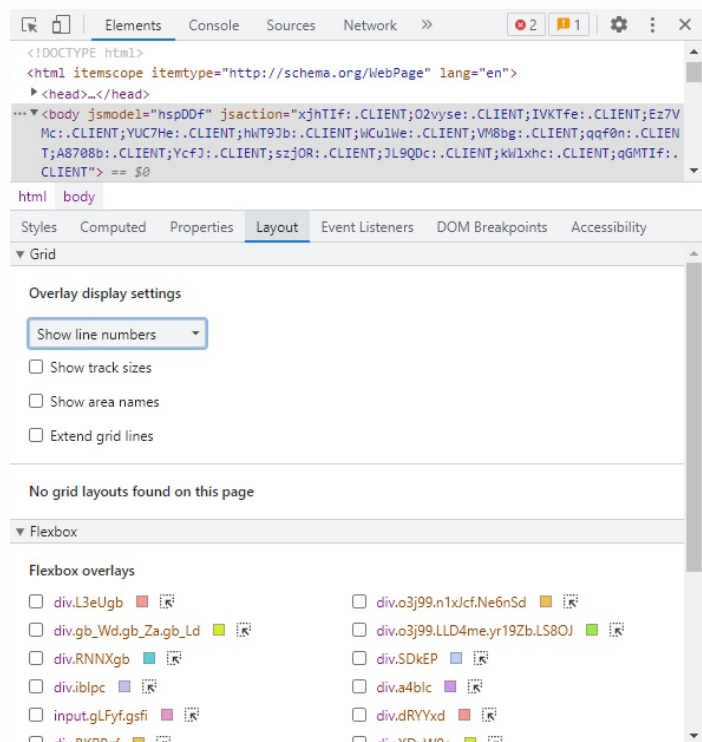 Elements Console Sources Network » 2 1
<!DOCTYPE html>
<html itemscope itemtype="http://schema.org/WebPage" lang="en">
<head>…</head>
<body jsmodel="hspDDf" jsaction="xjhTIf:.CLIENT;O2vyse:.CLIENT;IVKTfe:.CLIENT;Ez7V
Mc:.CLIENT;YUC7He:.CLIENT;hWT9Jb:.CLIENT;WCulWe:.CLIENT;VM8bg:.CLIENT;qqf0n:.CLIEN
T;A8708b:.CLIENT;YcfJ:.CLIENT;szjOR:.CLIENT;JL9QDc:.CLIENT;kWlxhc:.CLIENT;qGMTIf:.
CLIENT"> == $0
html body
Styles Computed Properties Layout Event Listeners DOM Breakpoints Accessibility
Grid
Overlay display settings
Show line numbers
Show track sizes
Show area names
Extend grid lines
No grid layouts found on this page
Flexbox
Flexbox overlays
div.L3eUgb div.o3j99.n1xJcf.Ne6nSd
div.gb_Wd.gb_Za.gb_Ld div.o3j99.LLD4me.yr19Zb.LS8OJ
div.RNNXgb div.SDkEP
div.iblpc div.a4bIc
input.gLFyf.gsfi div.dRYYxd